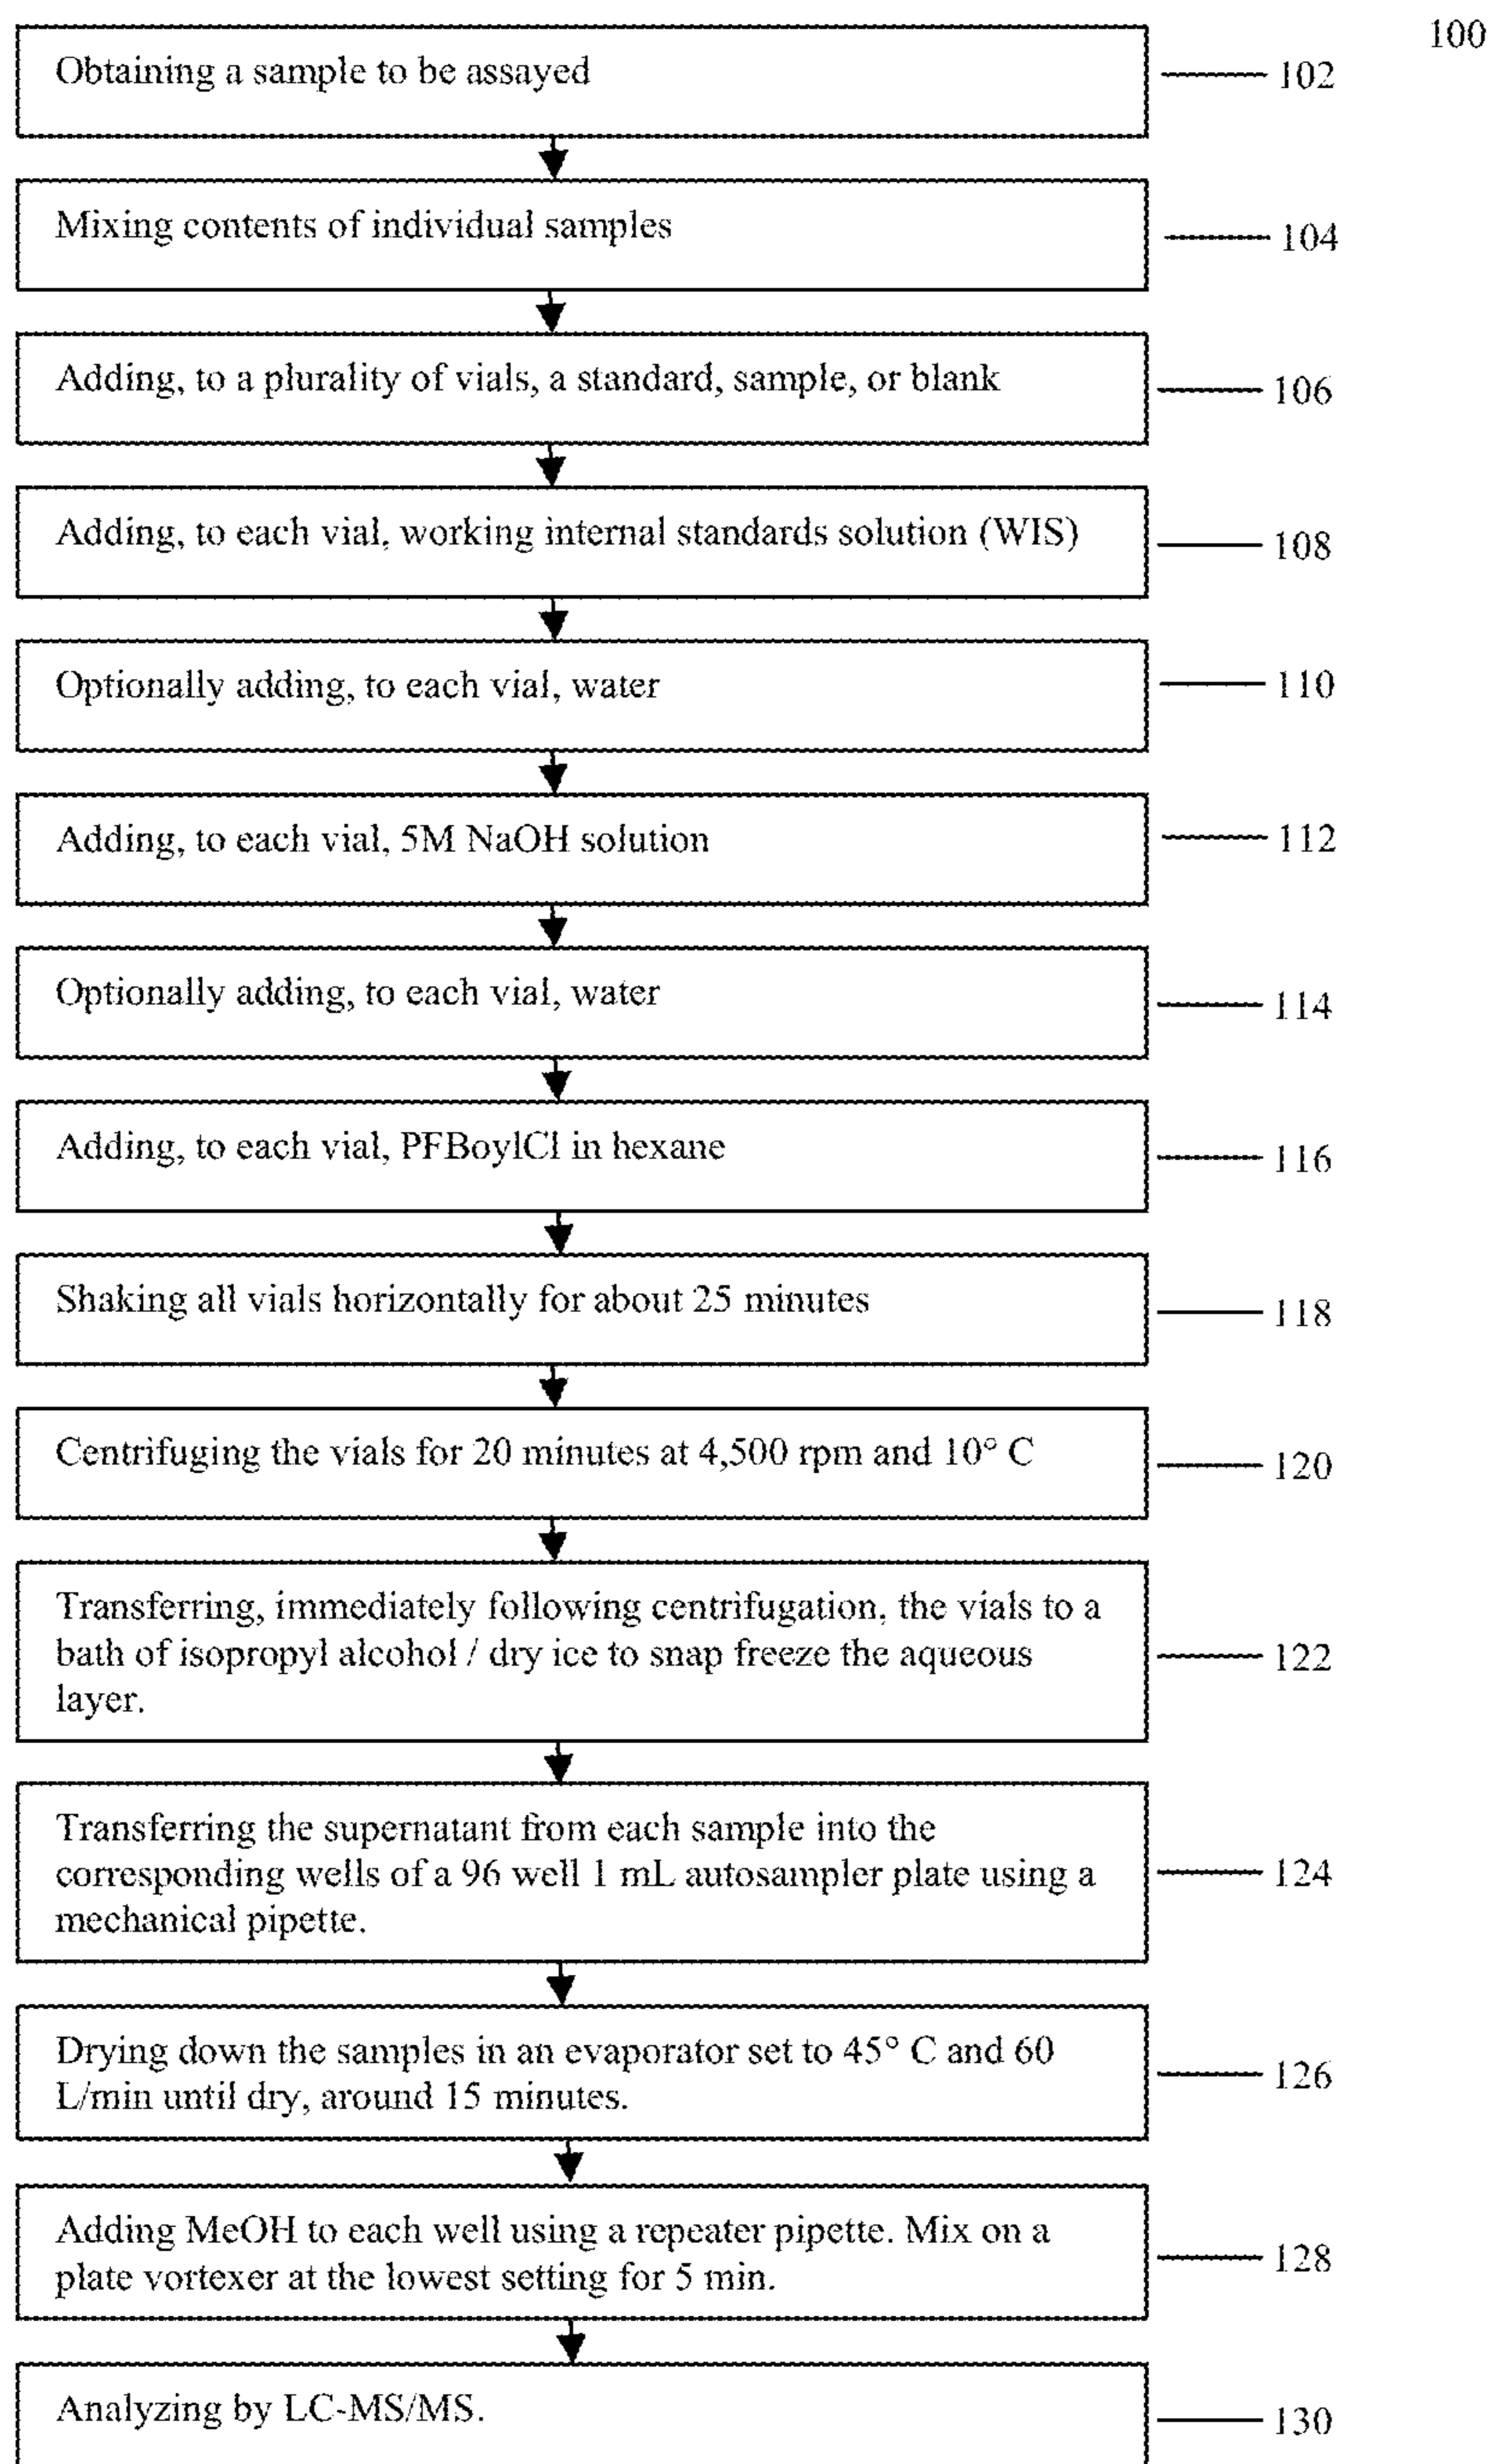 100
Obtaining a sample to be assayed
102
Mixing contents of individual samples
104
Adding, to a plurality of vials, a standard, sample, or blank
106
Adding, to each vial, working internal standards solution (WIS)
108
Optionally adding, to each vial, water
110
Adding, to each vial, 5M NaOH solution
112
Optionally adding, to each vial, water
114
Adding, to each vial, PFBoylCl in hexane
116
Shaking all vials horizontally for about 25 minutes
118
Centrifuging the vials for 20 minutes at 4,500 rpm and 10° C
120
Transferring, immediately following centrifugation, the vials to a
bath of isopropyl alcohol / dry ice to snap freeze the aqueous
layer.
122
Transferring the supernatant from each sample into the
corresponding wells of a 96 well 1 mL autosampler plate using a
mechanical pipette.
124
Drying down the samples in an evaporator set to 45° C and 60
L/min until dry, around 15 minutes.
126
Adding MeOH to each well using a repeater pipette. Mix on a
plate vortexer at the lowest setting for 5 min.
128
Analyzing by LC-MS/MS.
130